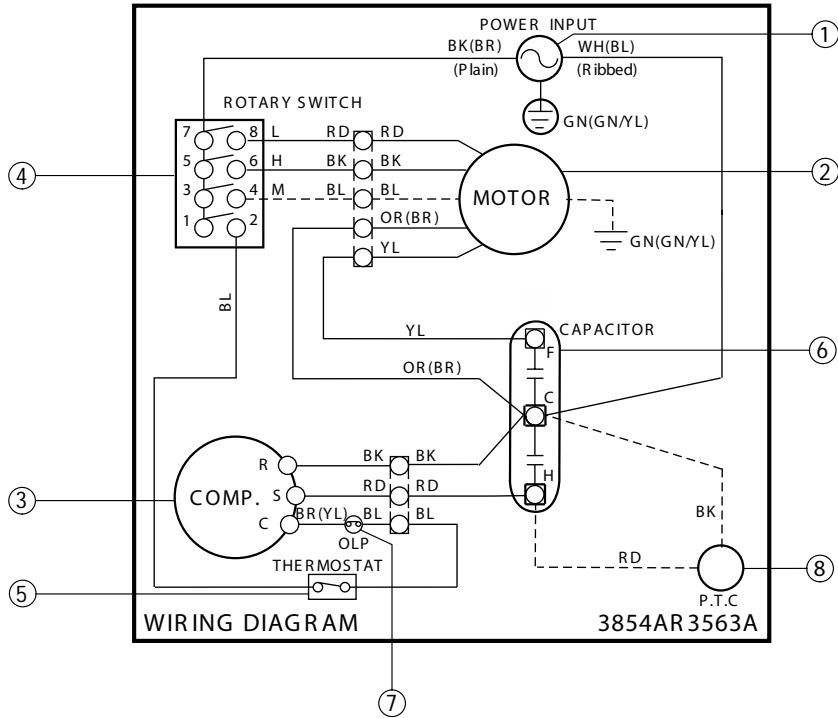 POWER INPUT
1
BK(BR)
WH(BL)
(Plain)
(Ribbed)
ROTARY SWITCH
GN(GN/YL)
7
8
L
RD
RD
5
6
H
BK
BK
4
2
3
4
M
BL
BL
MOTOR
1
2
OR(BR)
GN(GN/YL)
YL
BL
YL
CAPACITOR
F
6
OR(BR)
C
R
BK
BK
H
3
COMP.
S
RD
RD
C
BR(YL)
BL
BL
BK
OLP
RD
THERMOSTAT
8
5
P.T.C
WIRING DIAGRAM
3854AR3563A
7